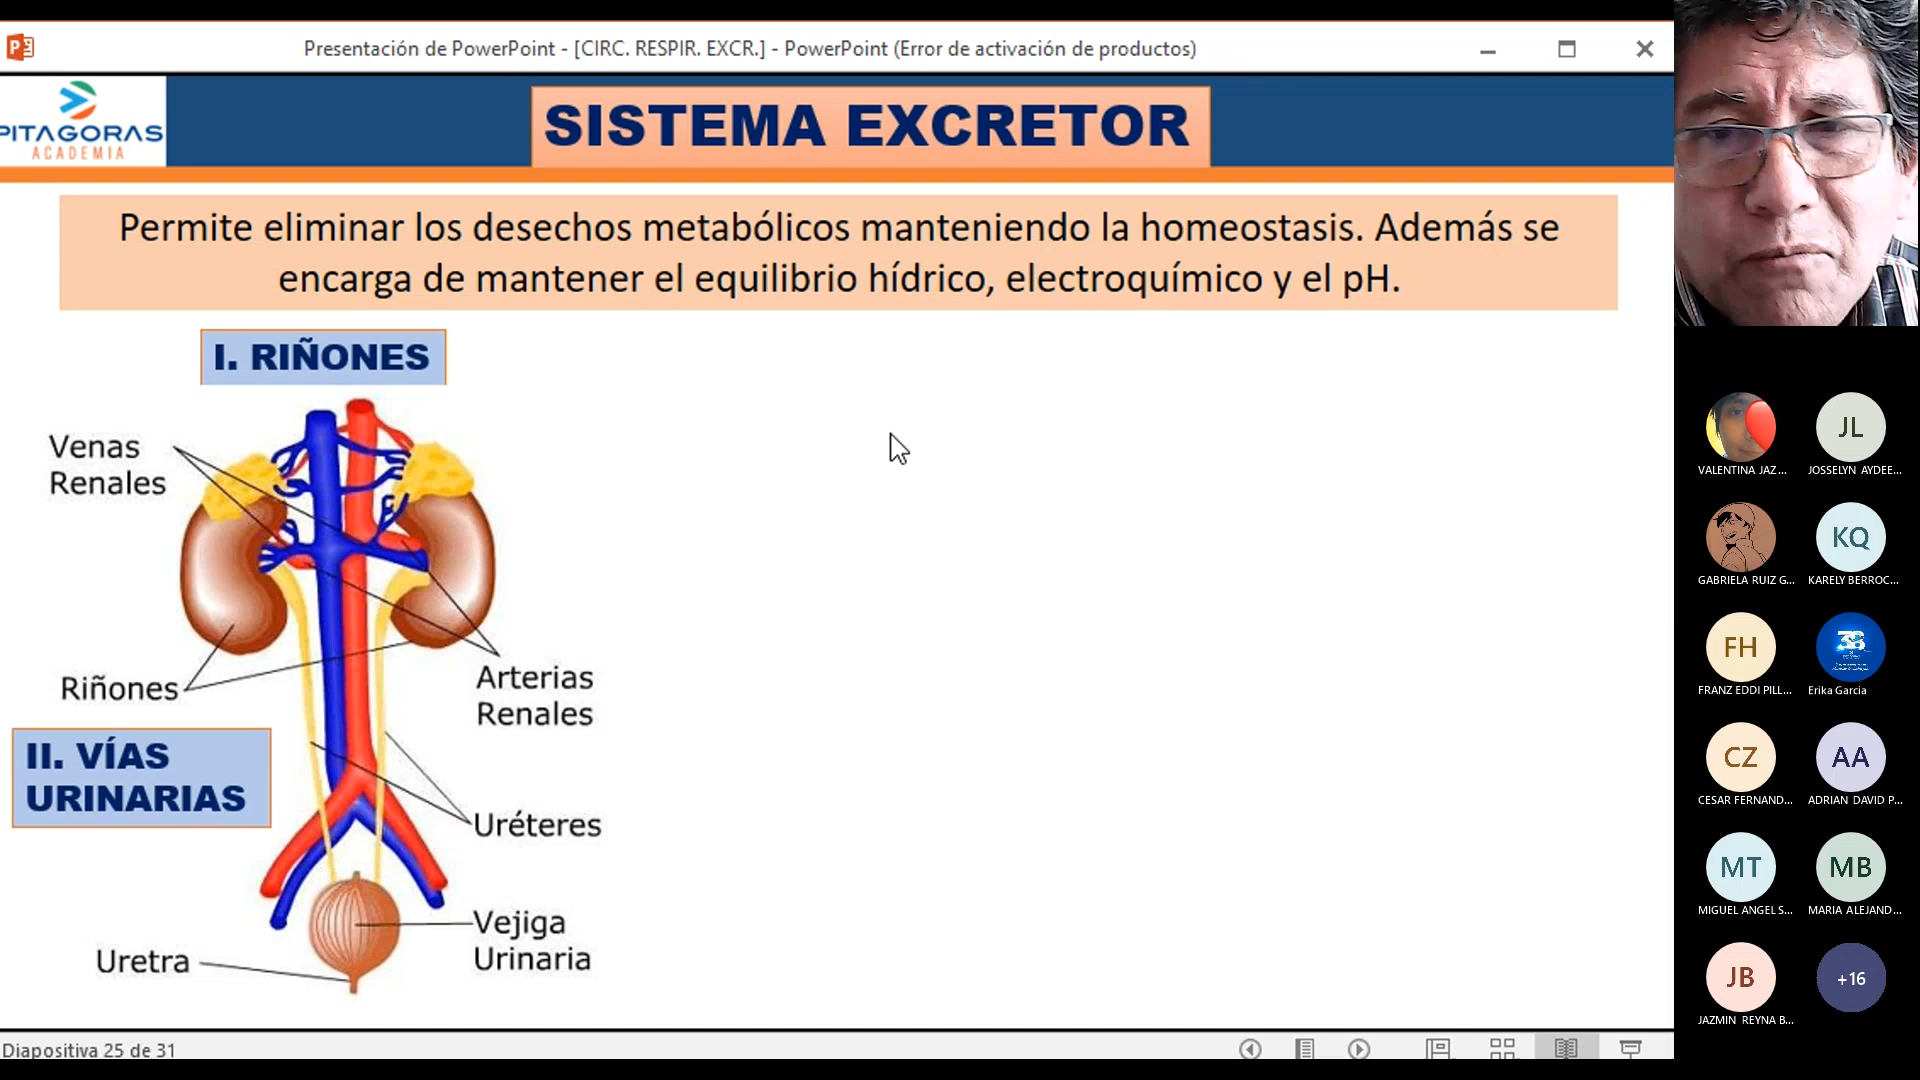 Presentación de PowerPoint - [CIRC. RESPIR. EXCR.] - PowerPoint (Error de activación de productos)
PITAGORAS
ACADEMIA
SISTEMA EXCRETOR
Permite eliminar los desechos metabólicos manteniendo la homeostasis. Además se
encarga de mantener el equilibrio hídrico, electroquímico y el pH.
I. RIÑONES
Venas
Renales
Riñones
Arterias
Renales
II. VÍAS
URINARIAS
Uréteres
Vejiga
Urinaria
Uretra
Diapositiva 25 de 31
VALENTINA JAZ...
JL
JOSSELYN AYDEE...
GABRIELA RUIZ G...
KQ
KARELY BERROC...
FH
FRANZ EDDI PILL...
38
Erika Garcia
CZ
CESAR FERNAND...
AA
ADRIAN DAVID P...
MT
MIGUEL ANGEL S...
MB
MARIA ALEJAND...
JB
JAZMIN REYNA B...
+16